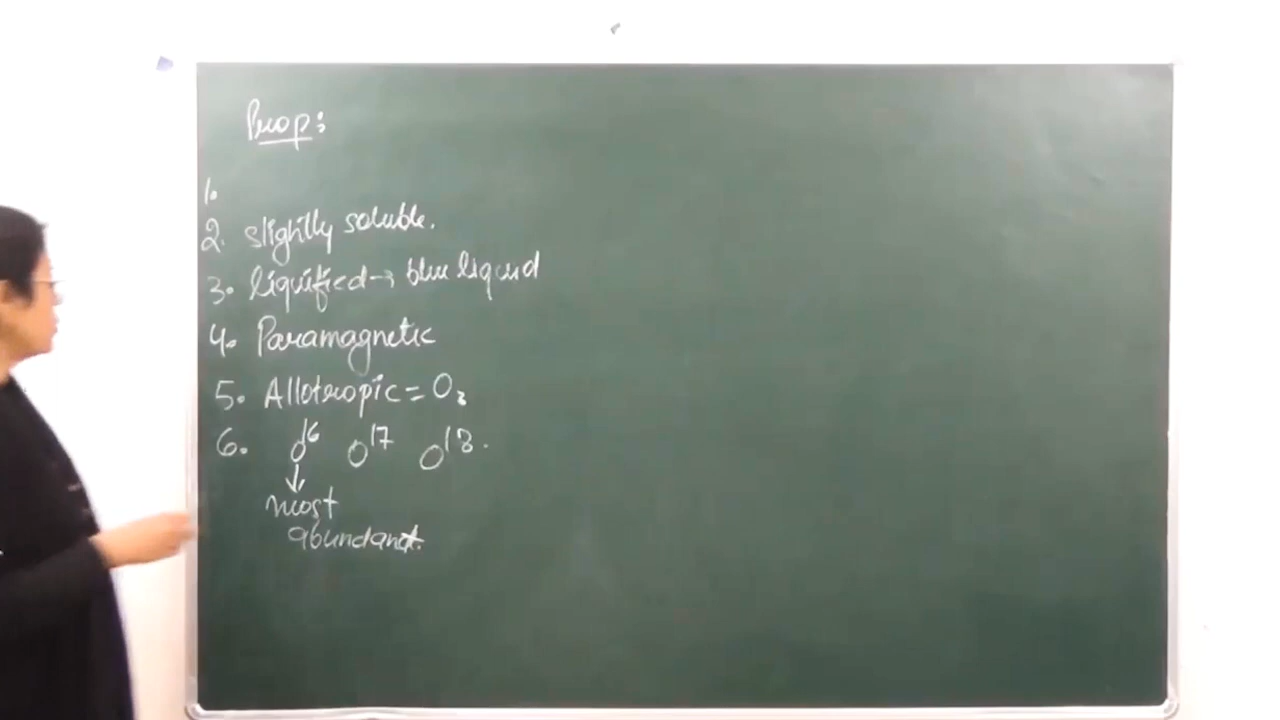 Prop:
1.
2. slightly soluble.
3. liquified → blue liquid
4. Paramagnetic
5. Allotropic = O₃
6. O¹⁶ O¹⁷ O¹⁸.
↓
most
abundant.